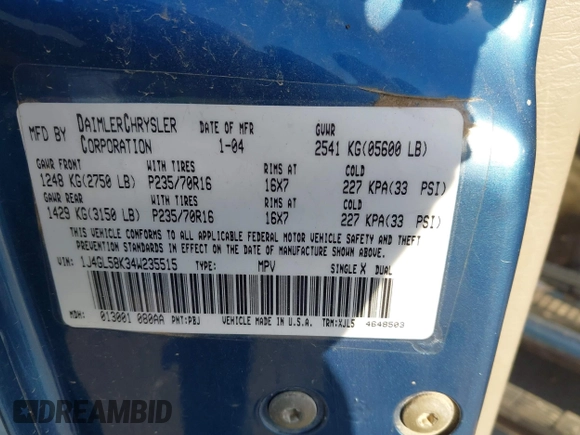 MFD BY DAIMLERCHRYSLER CORPORATION DATE OF MFR 1-04 GVWR 2541 KG(05600 LB)
GAWR FRONT WITH TIRES RIMS AT COLD
1248 KG(2750 LB) P235/70R16 16X7 227 KPA(33 PSI)
GAWR REAR WITH TIRES RIMS AT COLD
1429 KG(3150 LB) P235/70R16 16X7 227 KPA(33 PSI)
THIS VEHICLE CONFORMS TO ALL APPLICABLE FEDERAL MOTOR VEHICLE SAFETY AND THEFT
PREVENTION STANDARDS IN EFFECT ON THE DATE OF MANUFACTURE SHOWN ABOVE.
VIN: 1J4GL58K34W235515 TYPE: MPV SINGLE X DUAL
MDH: 013001 080AA PNT:PBJ VEHICLE MADE IN U.S.A. TRM:XJL5 4648503
DREAMBID